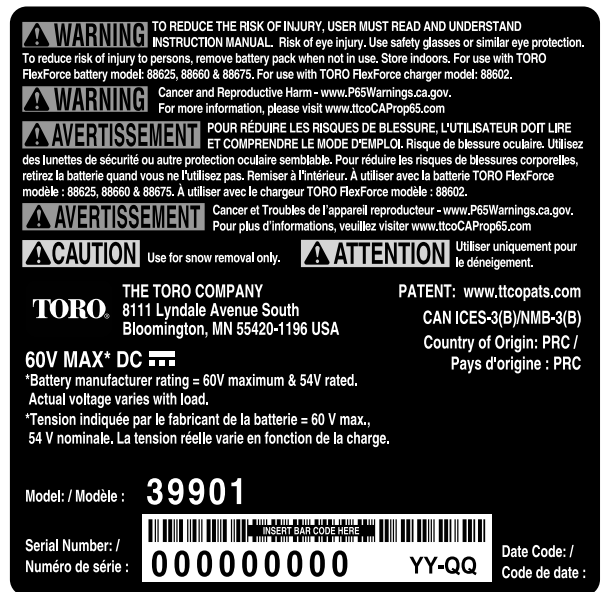 WARNING TO REDUCE THE RISK OF INJURY, USER MUST READ AND UNDERSTAND
INSTRUCTION MANUAL. Risk of eye injury. Use safety glasses or similar eye protection.
To reduce risk of injury to persons, remove battery pack when not in use. Store indoors. For use with TORO
FlexForce battery model: 88625, 88660 & 88675. For use with TORO FlexForce charger model: 88602.
WARNING Cancer and Reproductive Harm - www.P65Warnings.ca.gov.
For more information, please visit www.ttcoCAProp65.com
AVERTISSEMENT POUR RÉDUIRE LES RISQUES DE BLESSURE, L'UTILISATEUR DOIT LIRE
ET COMPRENDRE LE MODE D'EMPLOI. Risque de blessure oculaire. Utilisez
des lunettes de sécurité ou autre protection oculaire semblable. Pour réduire les risques de blessures corporelles,
retirez la batterie quand vous ne l'utilisez pas. Remiser à l'intérieur. À utiliser avec la batterie TORO FlexForce
modèle : 88625, 88660 & 88675. À utiliser avec le chargeur TORO FlexForce modèle : 88602.
AVERTISSEMENT Cancer et Troubles de l'appareil reproducteur - www.P65Warnings.ca.gov.
Pour plus d'informations, veuillez visiter www.ttcoCAProp65.com
CAUTION Use for snow removal only.
ATTENTION Utiliser uniquement pour
le déneigement.
TORO®
THE TORO COMPANY
8111 Lyndale Avenue South
Bloomington, MN 55420-1196 USA
PATENT: www.ttcopats.com
CAN ICES-3(B)/NMB-3(B)
Country of Origin: PRC /
Pays d'origine : PRC
60V MAX* DC
*Battery manufacturer rating = 60V maximum & 54V rated.
Actual voltage varies with load.
*Tension indiquée par le fabricant de la batterie = 60 V max.,
54 V nominale. La tension réelle varie en fonction de la charge.
Model: / Modèle : 39901
INSERT BAR CODE HERE
Serial Number: /
Numéro de série : 000000000 YY-QQ
Date Code: /
Code de date :